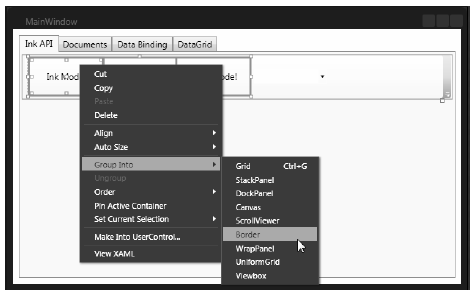 MainWindow
Ink API Documents Data Binding DataGrid
Ink Mod
Cut
Copy
Paste
Delete
Align
Auto Size
Group Into
Ungroup
Order
Pin Active Container
Set Current Selection
Make Into UserControl...
View XAML
Grid Ctrl+G
StackPanel
DockPanel
Canvas
ScrollViewer
Border
WrapPanel
UniformGrid
Viewbox